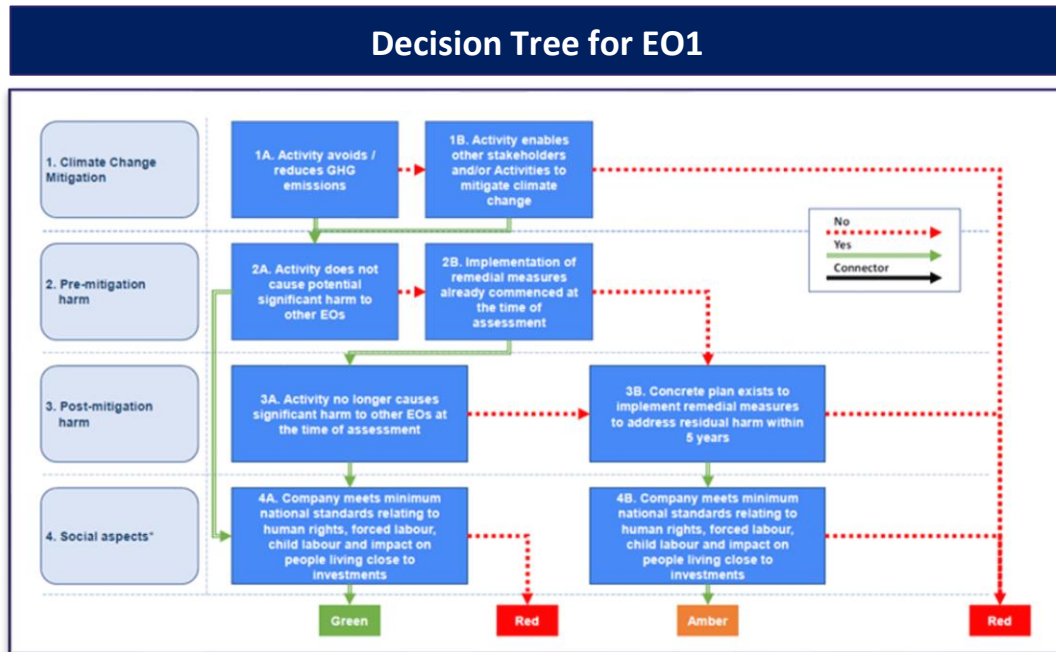 Decision Tree for EO1
1. Climate Change
Mitigation
1A. Activity avoids /
reduces GHG
emissions
1B. Activity enables
other stakeholders
and/or Activities to
mitigate climate
change
No
Yes
Connector
2. Pre-mitigation
harm
2A. Activity does not
cause potential
significant harm to
other EOs
2B. Implementation of
remedial measures
already commenced at
the time of
assessment
3. Post-mitigation
harm
3A. Activity no longer causes
significant harm to other EOs at
the time of assessment
3B. Concrete plan exists to
implement remedial measures
to address residual harm within
5 years
4. Social aspects*
4A. Company meets minimum
national standards relating to
human rights, forced labour,
child labour and impact on
people living close to
investments
4B. Company meets minimum
national standards relating to
human rights, forced labour,
child labour and impact on
people living close to
investments
Green
Red
Amber
Red